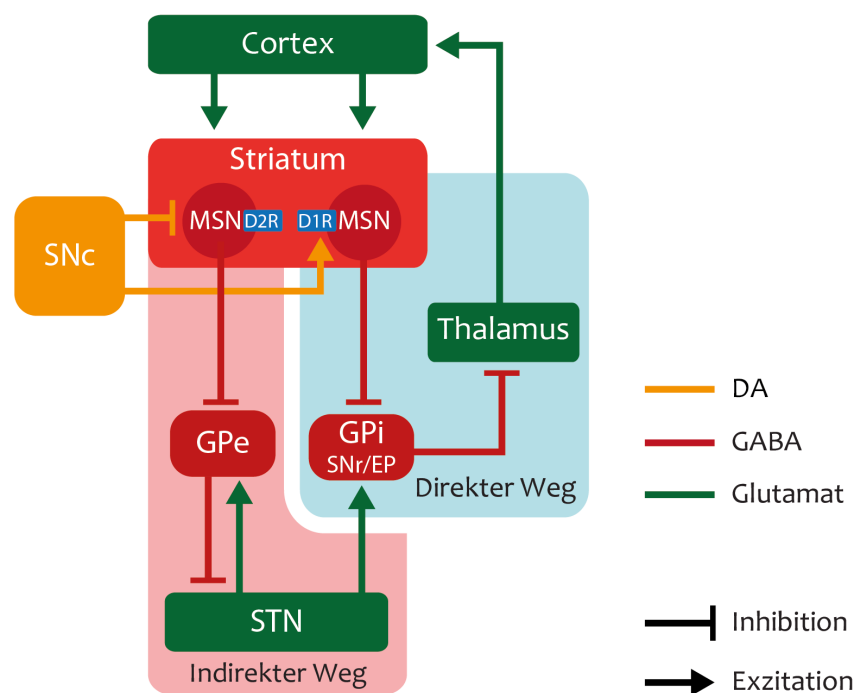 Cortex
Striatum
MSN D2R D1R MSN
SNc
Thalamus
GPe
GPi
SNr/EP
Direkter Weg
STN
Indirekter Weg
DA
GABA
Glutamat
Inhibition
Exzitation